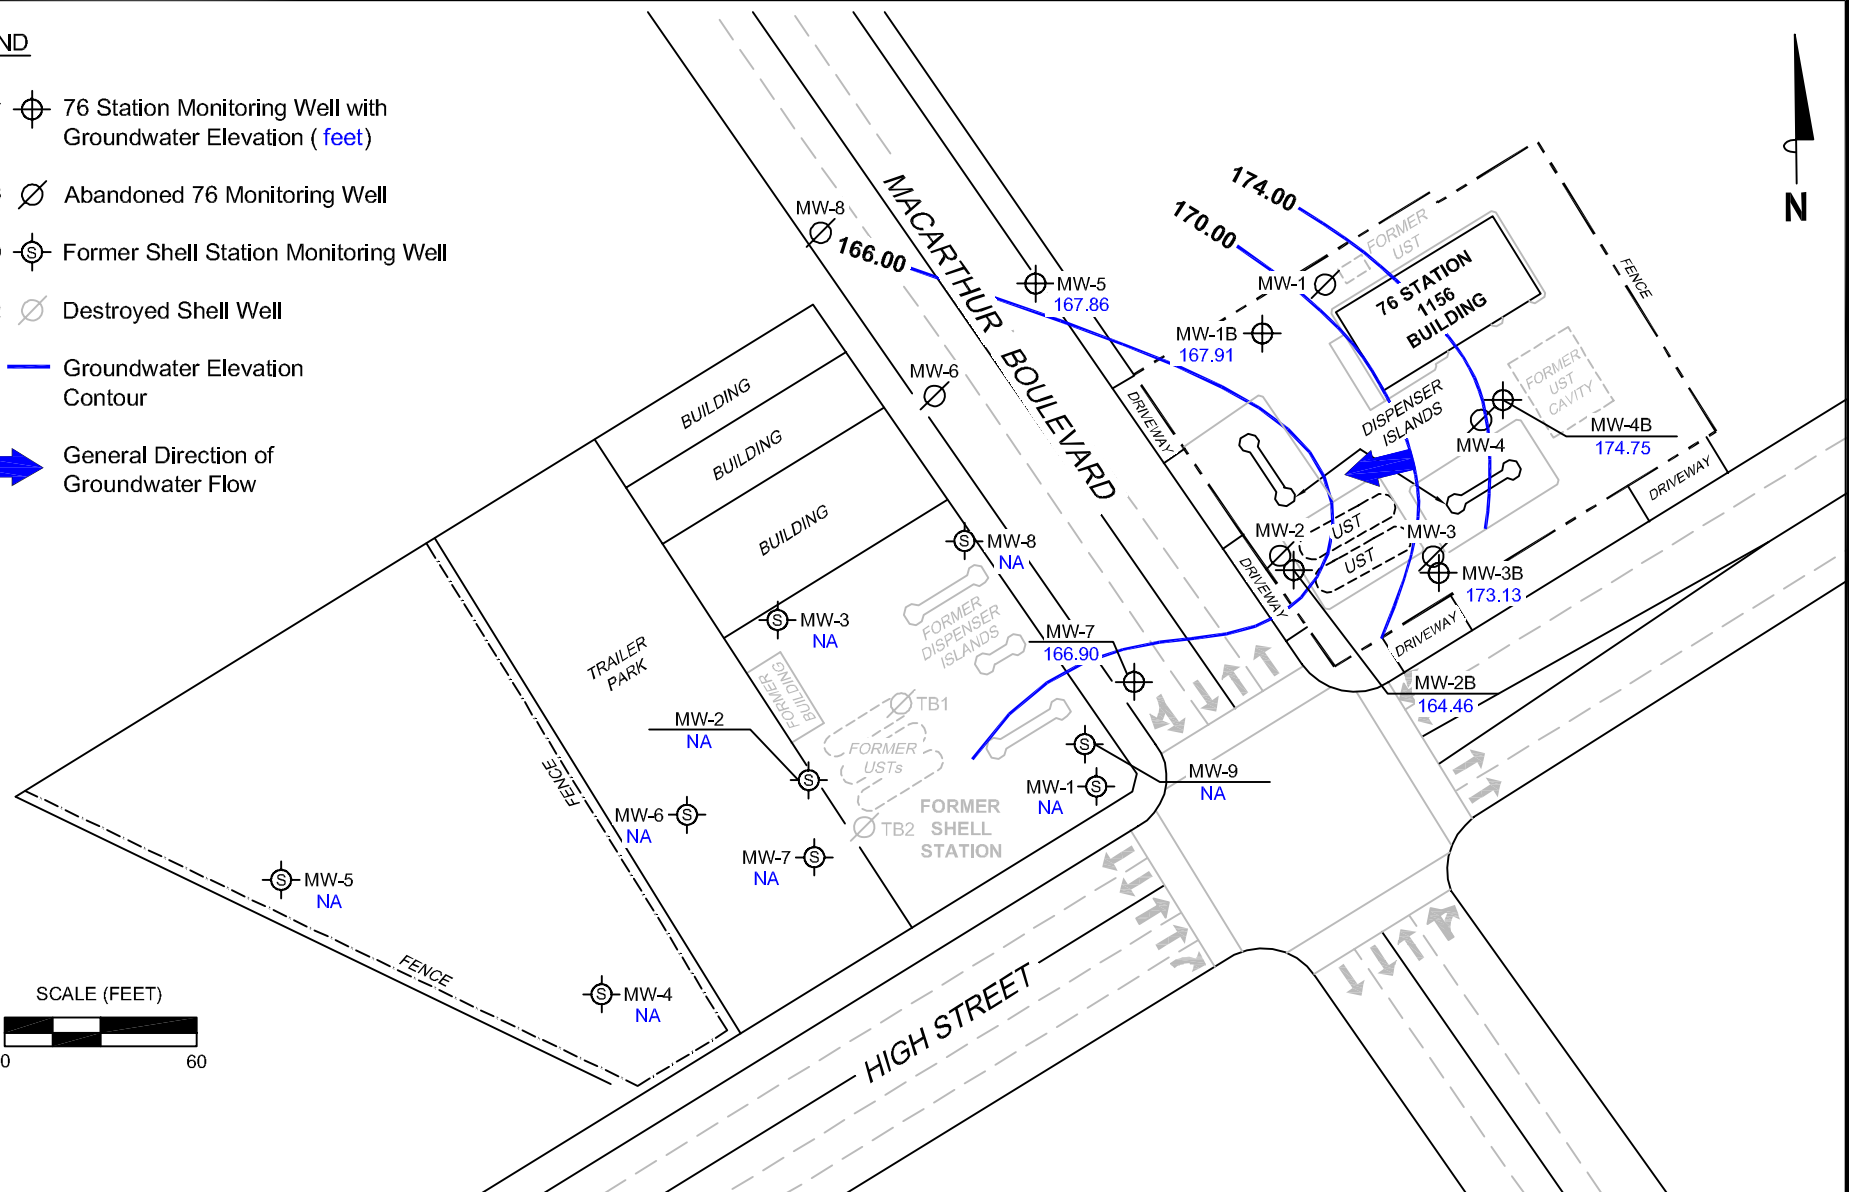 ND
76 Station Monitoring Well with
Groundwater Elevation ( feet)
Abandoned 76 Monitoring Well
Former Shell Station Monitoring Well
Destroyed Shell Well
Groundwater Elevation
Contour
General Direction of
Groundwater Flow
SCALE (FEET)
0
60
N
MACARTHUR BOULEVARD
HIGH STREET
174.00
170.00
166.00
MW-8
MW-5
167.86
MW-6
MW-1
MW-1B
167.91
FORMER
UST
76 STATION
1156
BUILDING
FENCE
FORMER
UST
CAVITY
DISPENSER
ISLANDS
MW-4B
174.75
MW-4
DRIVEWAY
DRIVEWAY
MW-2
UST
UST
MW-3
MW-3B
173.13
DRIVEWAY
DRIVEWAY
MW-2B
164.46
MW-7
166.90
BUILDING
BUILDING
BUILDING
MW-8
NA
MW-3
NA
FORMER
DISPENSER
ISLANDS
TRAILER
PARK
FORMER
BUILDING
TB1
MW-2
NA
FORMER
USTs
MW-9
NA
MW-1
NA
FENCE
MW-6
NA
TB2
FORMER
SHELL
STATION
MW-7
NA
MW-5
NA
FENCE
MW-4
NA